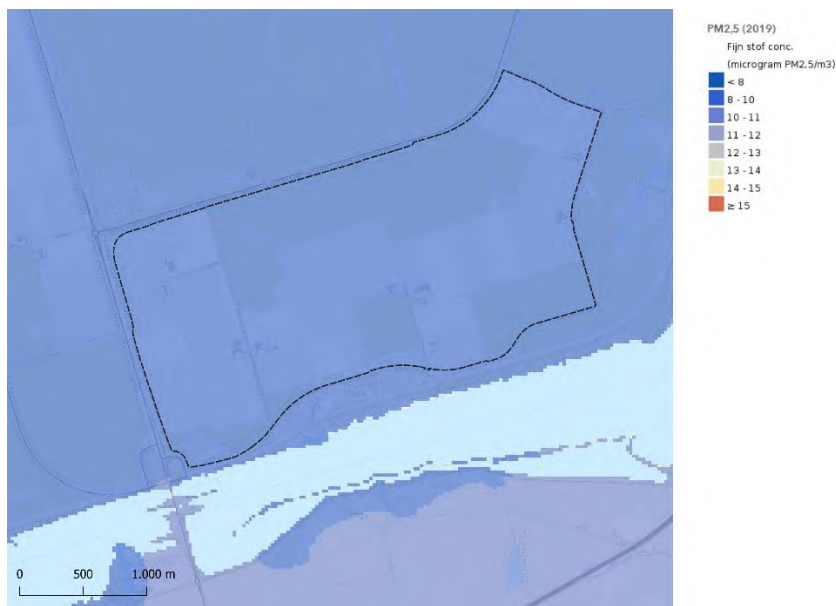 PM2,5 (2019)
Fijn stof conc.
(microgram PM2.5/m3)
< 8
8 - 10
10 - 11
11 - 12
12 - 13
13 - 14
14 - 15
≥ 15
0 500 1.000 m